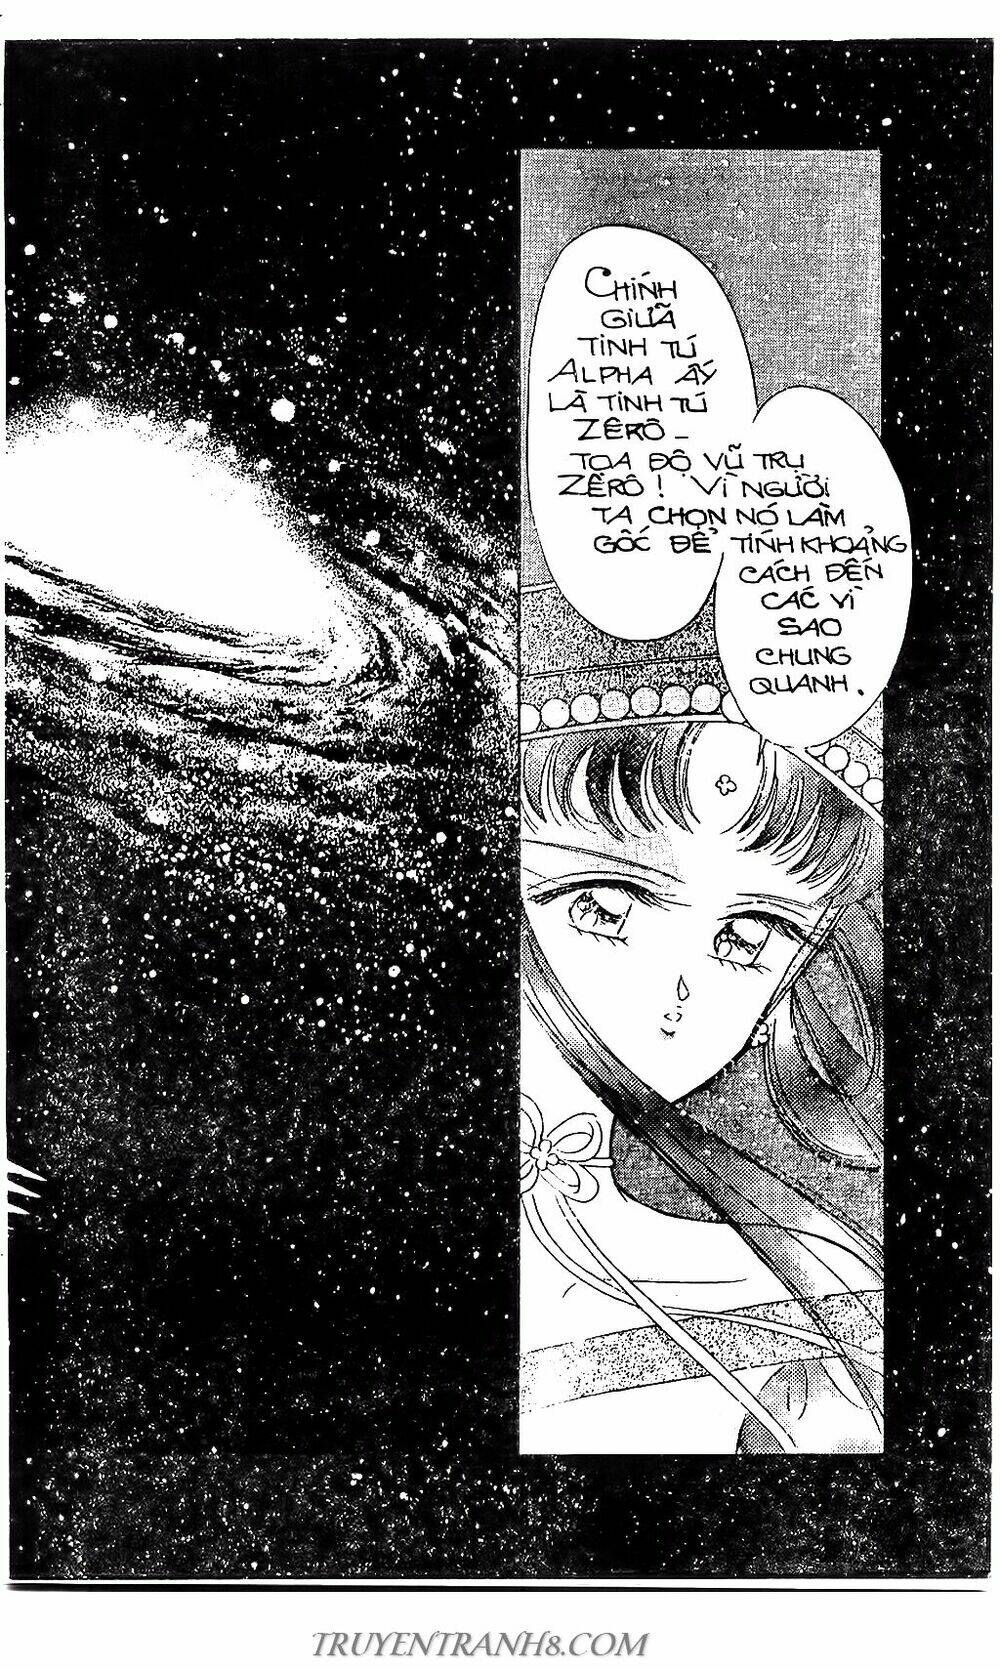 CHÍNH
GIỮA
TINH TÚ
ALPHA ẤY
LÀ TINH TÚ
ZÊRÔ -
TỌA ĐỘ VŨ TRỤ
ZÊRÔ! VÌ NGƯỜI
TA CHỌN NÓ LÀM
GỐC ĐỂ TÍNH KHOẢNG
CÁCH ĐẾN
CÁC VÌ
SAO
CHUNG
QUANH.
TRUYENTRANH8.COM